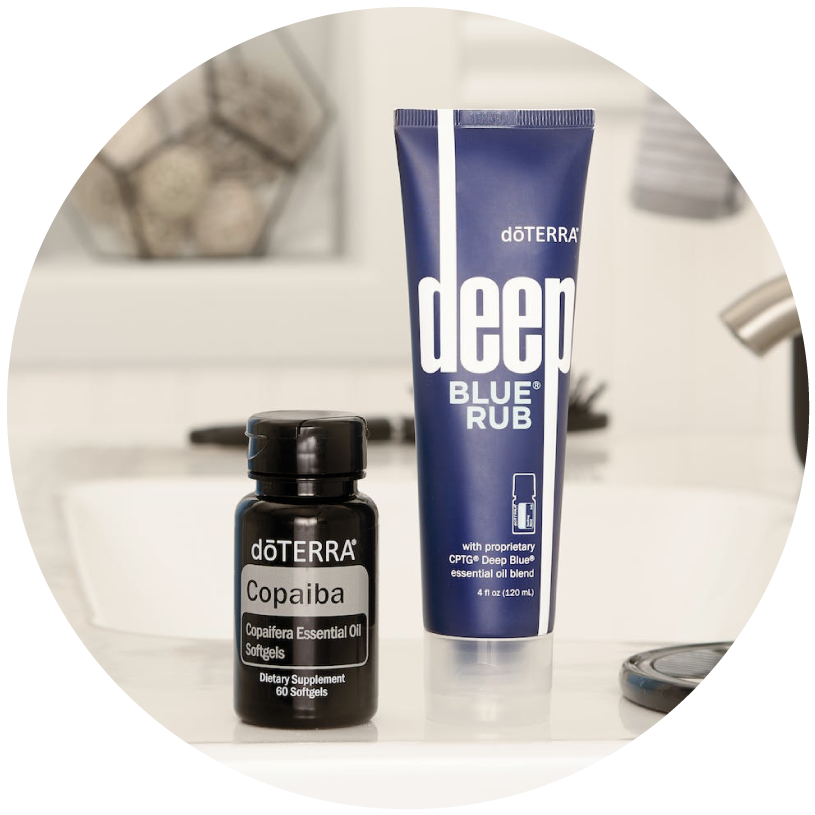 dōTERRA®
deep
BLUE®
RUB
with proprietary
CPTG® Deep Blue®
essential oil blend
4 fl oz (120 mL)
dōTERRA®
Copaiba
Copaifera Essential Oil
Softgels
Dietary Supplement
60 Softgels